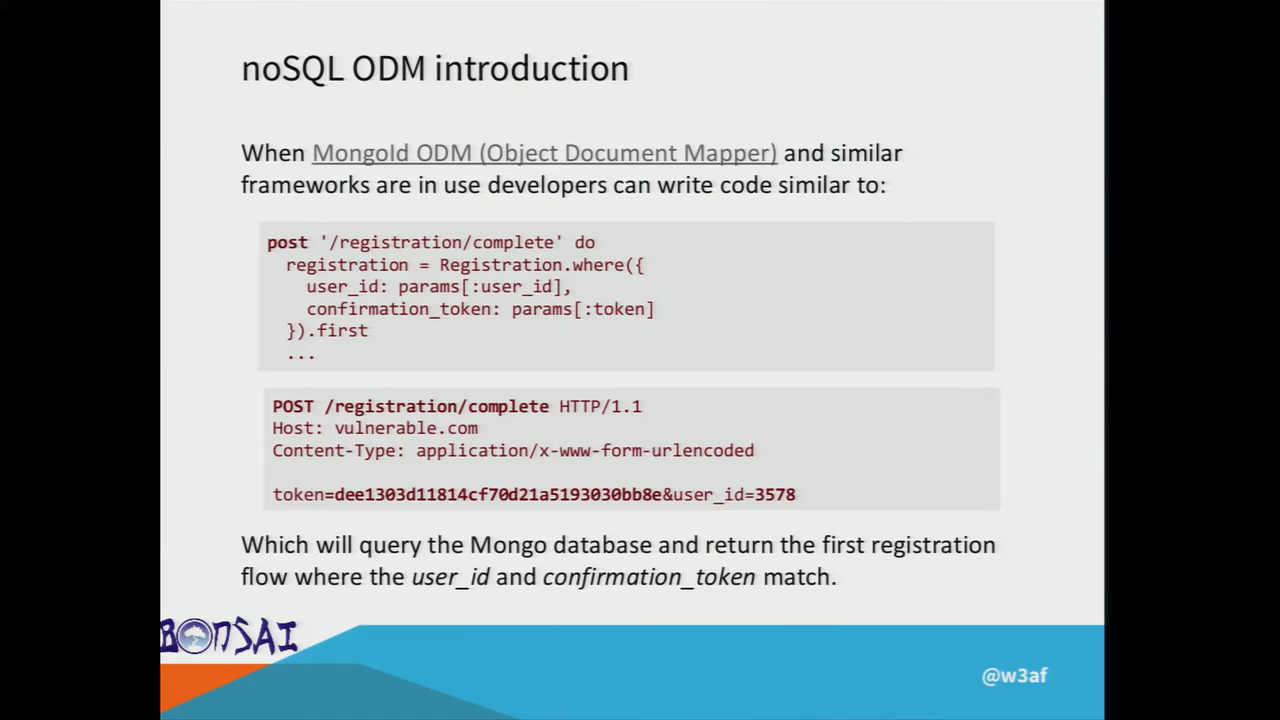 noSQL ODM introduction
When MongoId ODM (Object Document Mapper) and similar
frameworks are in use developers can write code similar to:
post '/registration/complete' do
registration = Registration.where({
user_id: params[:user_id],
confirmation_token: params[:token]
}).first
...
POST /registration/complete HTTP/1.1
Host: vulnerable.com
Content-Type: application/x-www-form-urlencoded
token=dee1303d11814cf70d21a5193030bb8e&user_id=3578
Which will query the Mongo database and return the first registration
flow where the user_id and confirmation_token match.
BONSAI
@w3af